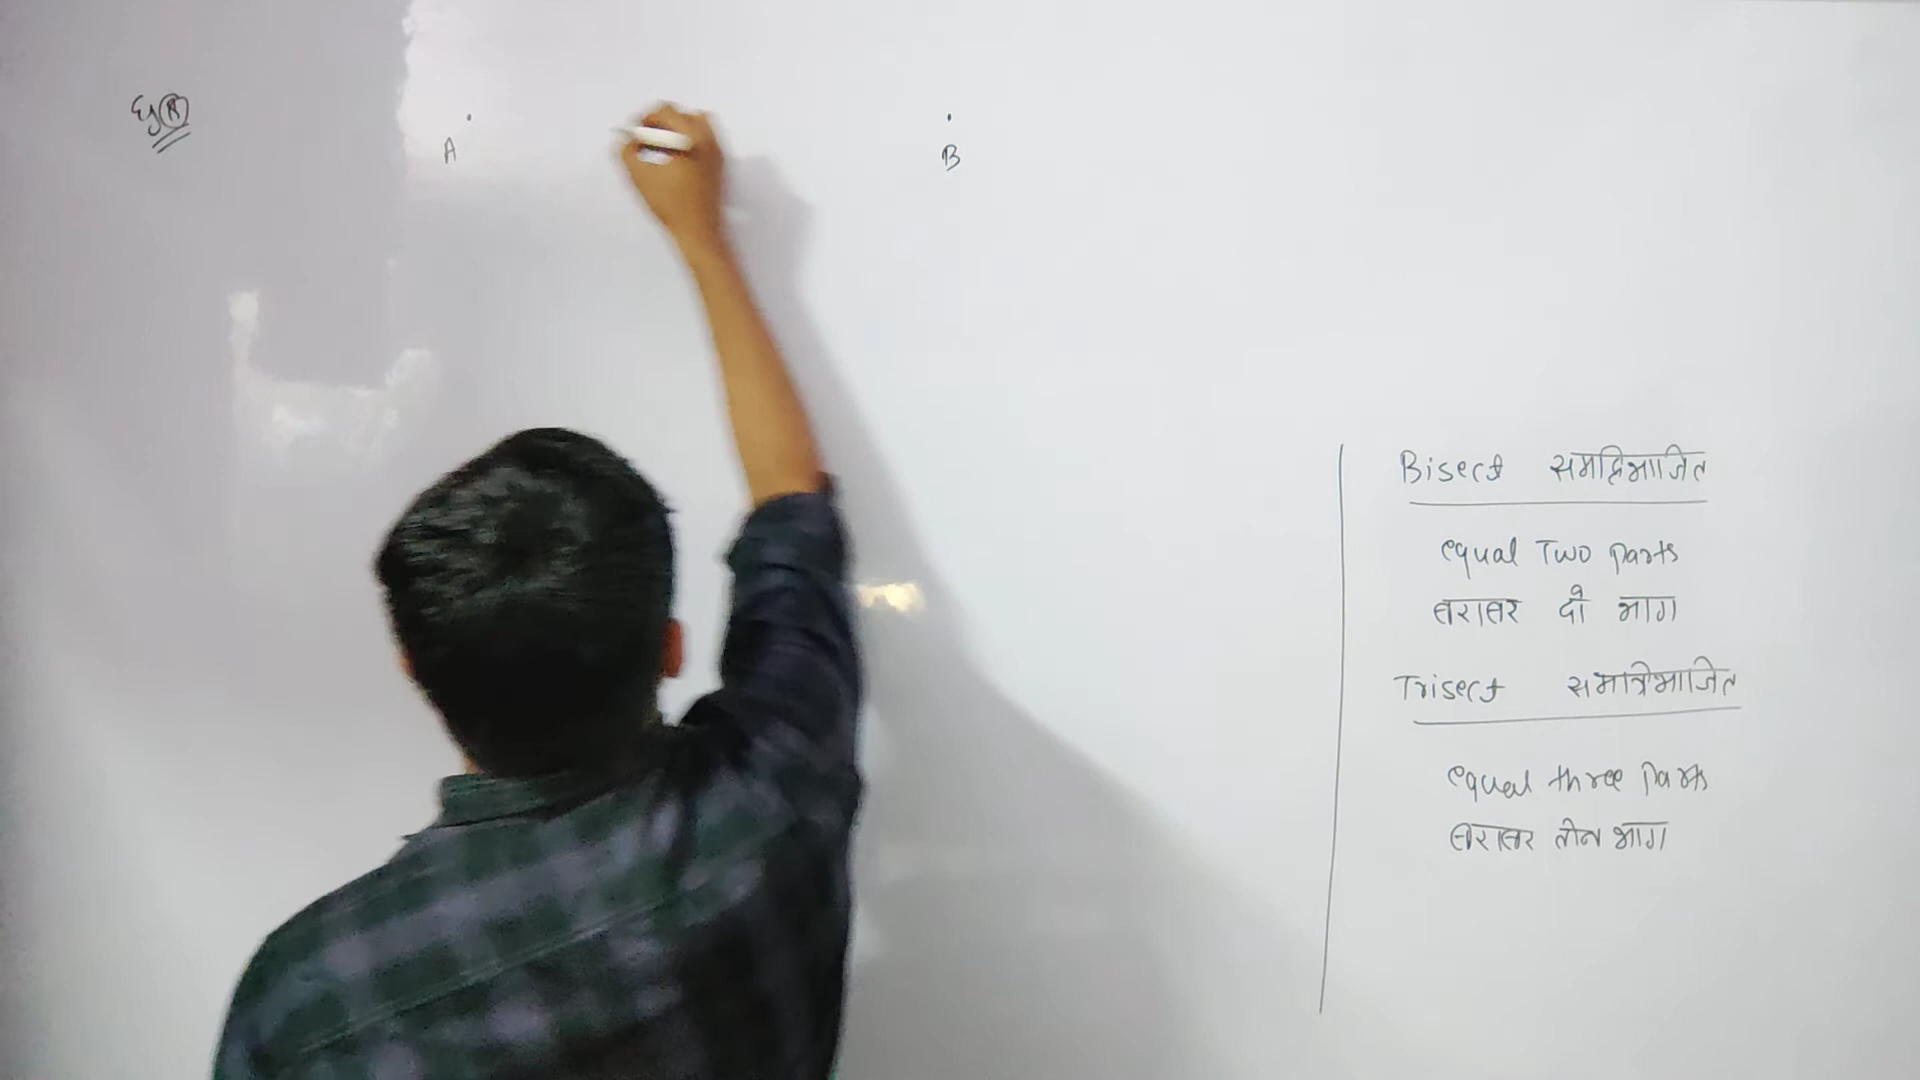 A B
Bisect समद्विभाजित
equal Two parts
बराबर दो भाग
Trisect समत्रिभाजित
equal three parts
बराबर तीन भाग